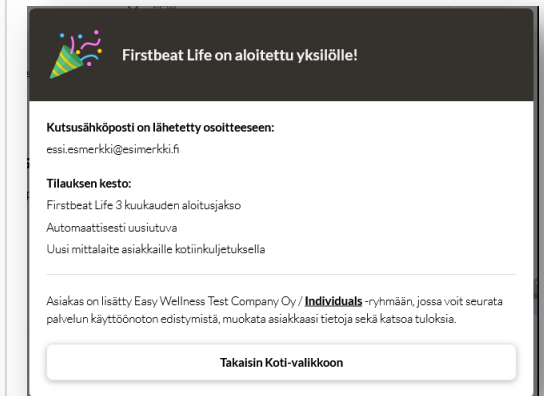 Firstbeat Life on aloitettu yksilölle!
Kutsusähköposti on lähetetty osoitteeseen:
essi.esmerkki@esimerkki.fi
Tilauksen kesto:
Firstbeat Life 3 kuukauden aloitusjakso
Automaattisesti uusiutuva
Uusi mittalaite asiakkaille kotiinkuljetuksella
Asiakas on lisätty Easy Wellness Test Company Oy / Individuals -ryhmään, jossa voit seurata
palvelun käyttöönoton edistymistä, muokata asiakkaasi tietoja sekä katsoa tuloksia.
Takaisin Koti-valikkoon